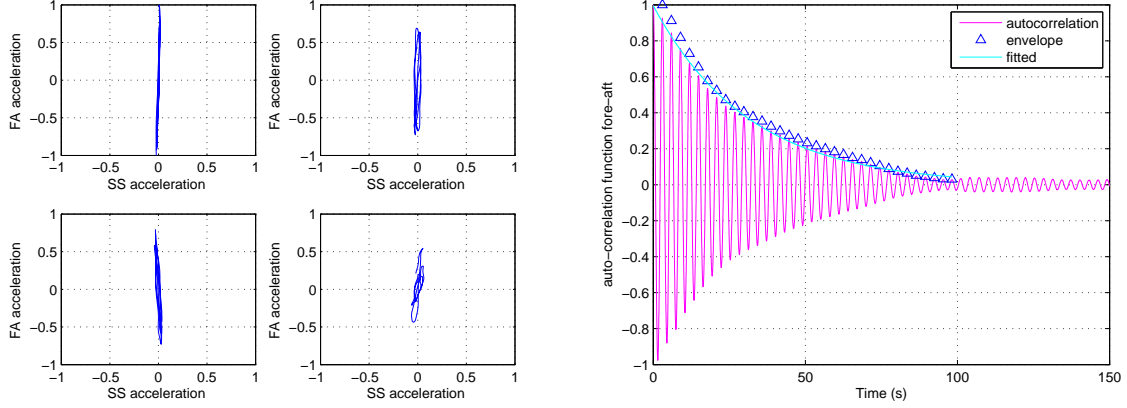 1
0.5
0
−0.5
−1
FA acceleration
−1 −0.5 0 0.5 1
SS acceleration
1
0.5
0
−0.5
−1
FA acceleration
−1 −0.5 0 0.5 1
SS acceleration
1
0.5
0
−0.5
−1
FA acceleration
−1 −0.5 0 0.5 1
SS acceleration
1
0.5
0
−0.5
−1
FA acceleration
−1 −0.5 0 0.5 1
SS acceleration
1
0.8
0.6
0.4
0.2
0
−0.2
−0.4
−0.6
−0.8
−1
auto−correlation function fore−aft
autocorrelation
envelope
fitted
0 50 100 150
Time (s)